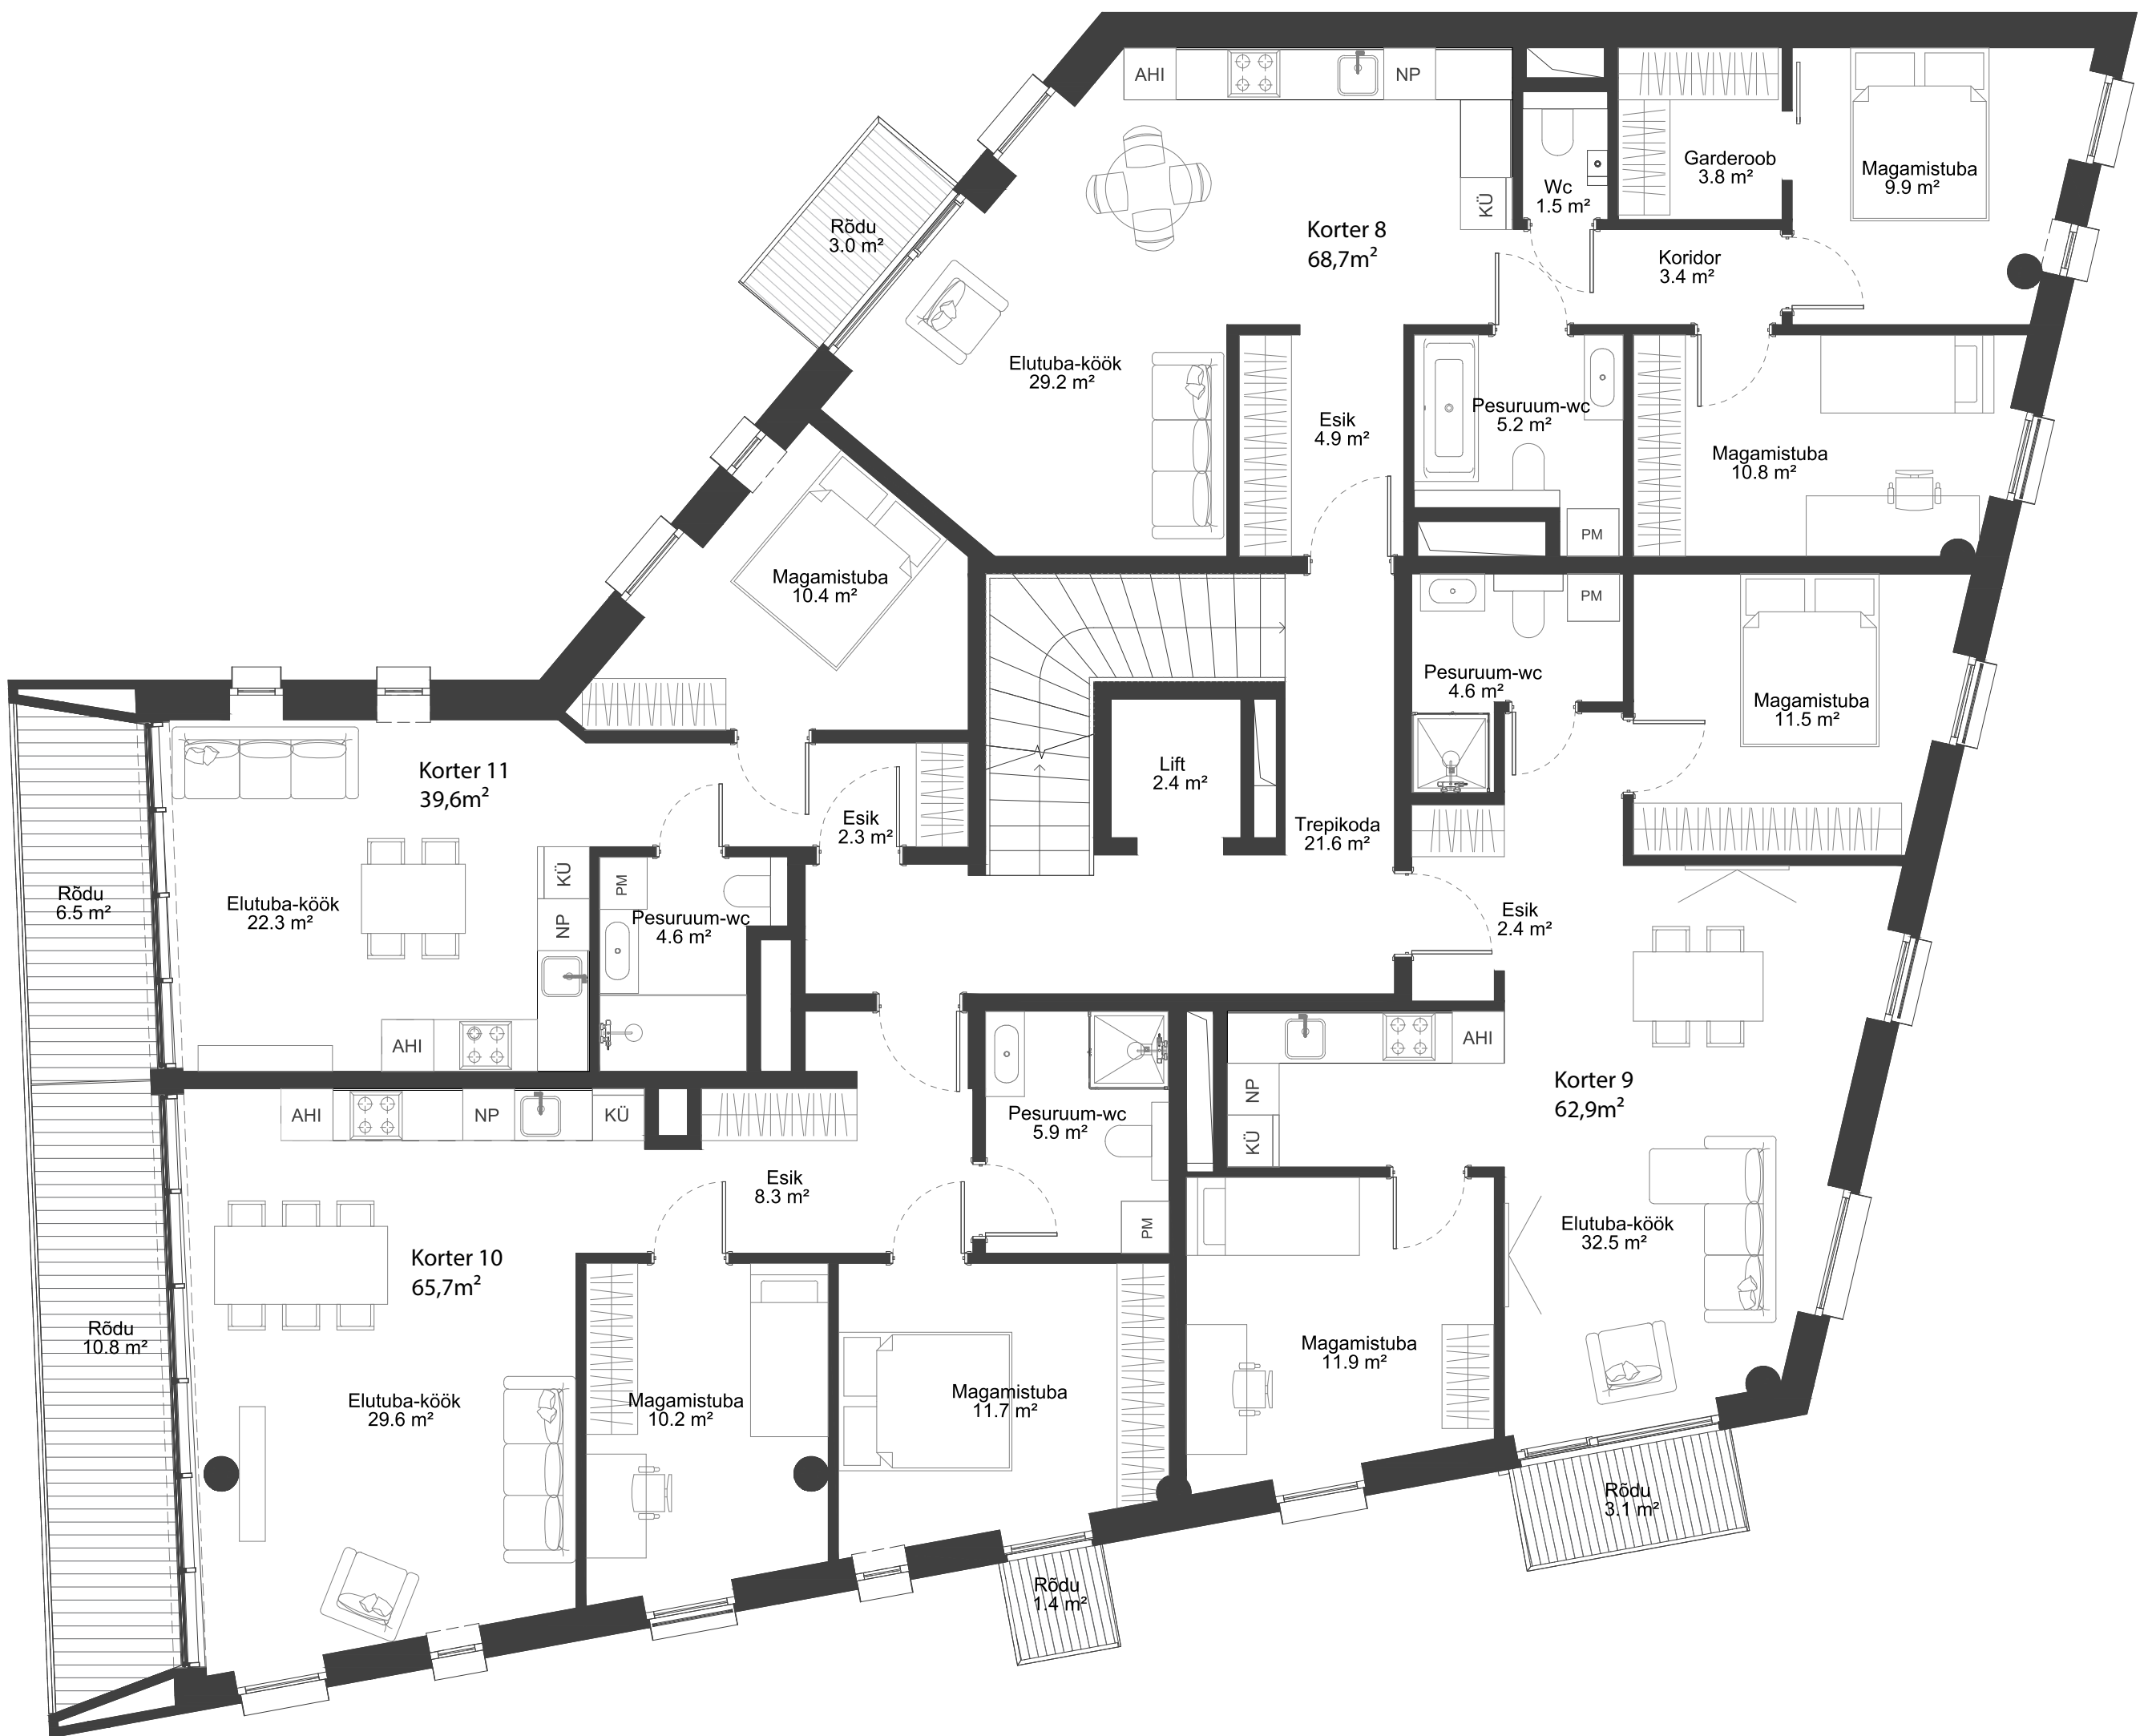 AHI
NP
KÜ
Wc
1.5 m²
Garderoob
3.8 m²
Magamistuba
9.9 m²
Rõdu
3.0 m²
Korter 8
68,7m²
Koridor
3.4 m²
Elutuba-köök
29.2 m²
Esik
4.9 m²
Pesuruum-wc
5.2 m²
PM
Magamistuba
10.8 m²
Magamistuba
10.4 m²
PM
Pesuruum-wc
4.6 m²
Magamistuba
11.5 m²
Korter 11
39,6m²
Esik
2.3 m²
Lift
2.4 m²
Trepikoda
21.6 m²
Rõdu
6.5 m²
Elutuba-köök
22.3 m²
KÜ
NP
AHI
PM
Pesuruum-wc
4.6 m²
Esik
2.4 m²
AHI
NP
KÜ
Korter 9
62,9m²
AHI
NP
KÜ
Pesuruum-wc
5.9 m²
PM
Esik
8.3 m²
Korter 10
65,7m²
Rõdu
10.8 m²
Elutuba-köök
29.6 m²
Magamistuba
10.2 m²
Magamistuba
11.7 m²
Magamistuba
11.9 m²
Elutuba-köök
32.5 m²
Rõdu
3.1 m²
Rõdu
1.4 m²